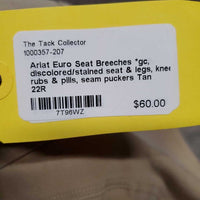 The Tack Collector
1000357-207
Ariat Euro Seat Breeches *gc,
discolored/stained seat & legs, knee
rubs & pills, seam puckers Tan
22R
$60.00
7T96WZ